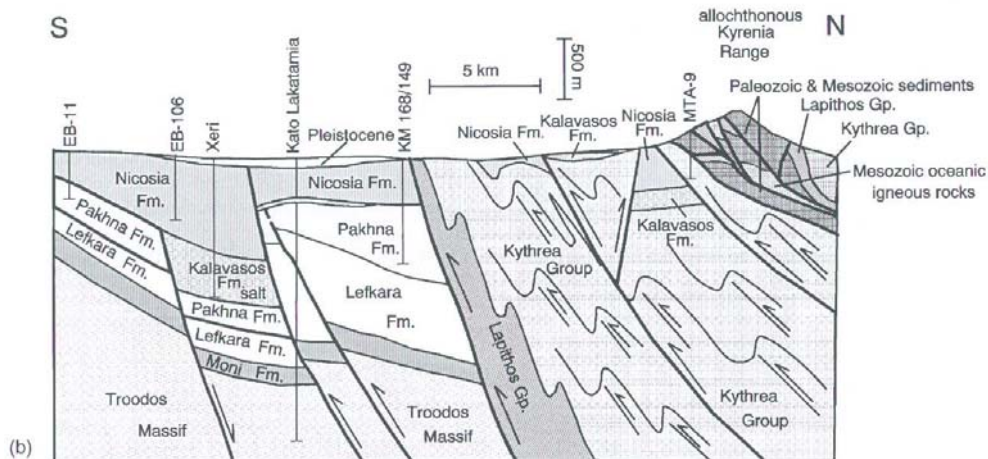 S
N
allochthonous
Kyrenia
Range
5 km
500 m
EB-11
EB-106
Xeri
Kato Lakatamia
KM 168/149
MTA-9
Pleistocene
Nicosia Fm.
Kalavasos
Fm.
Nicosia
Fm.
Paleozoic & Mesozoic sediments
Lapithos Gp.
Kythrea Gp.
Mesozoic oceanic
igneous rocks
Nicosia
Fm.
Nicosia Fm.
Pakhna Fm.
Lefkara Fm.
Kalavasos
Fm.
salt
Pakhna Fm.
Lefkara Fm.
Moni Fm.
Pakhna
Fm.
Lefkara
Fm.
Lapithos Gp.
Kythrea
Group
Kalavasos
Fm.
Kythrea
Group
Troodos
Massif
Troodos
Massif
(b)